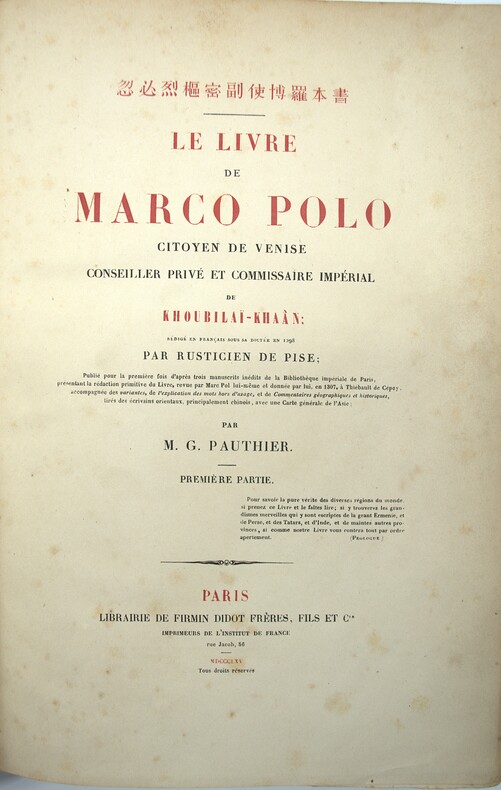 忽必烈樞密副使博羅本書
LE LIVRE
DE
MARCO POLO
CITOYEN DE VENISE
CONSEILLER PRIVÉ ET COMMISSAIRE IMPÉRIAL
DE
KHOUBILAÏ-KHAÂN;
RÉDIGÉ EN FRANÇAIS SOUS SA DICTÉE EN 1298
PAR RUSTICIEN DE PISE;
Publié pour la première fois d'après trois manuscrits inédits de la Bibliothèque impériale de Paris,
présentant la rédaction primitive du Livre, revue par Marc Pol lui-même et donnée par lui, en 1307, à Thiébault de Cepoy,
accompagnée des variantes, de l'explication des mots hors d'usage, et de Commentaires géographiques et historiques,
tirés des écrivains orientaux, principalement chinois, avec une Carte générale de l'Asie;
PAR
M. G. PAUTHIER.
PREMIÈRE PARTIE.
Pour savoir la pure vérité des diverses régions du monde,
si prenez ce Livre et le faites lire; si y trouverez les gran-
dismes merveilles qui y sont escriptes de la grant Ermenie, et
de Perse, et des Tatars, et d'Inde, et de maintes autres pro-
vinces, si comme nostre Livre vous contera tout par ordre
apertement. (PROLOGUE)
PARIS
LIBRAIRIE DE FIRMIN DIDOT FRÈRES, FILS ET Cie
IMPRIMEURS DE L'INSTITUT DE FRANCE
rue Jacob, 56
MDCCCLXV
Tous droits réservés